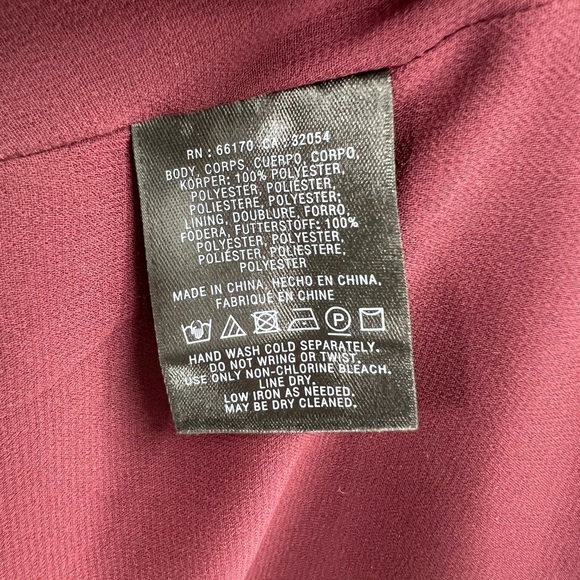 RN : 66170 CA : 32054
BODY, CORPS, CUERPO, CORPO,
KÖRPER: 100% POLYESTER,
POLYESTER, POLIÉSTER,
POLIESTERE, POLYESTER;
LINING, DOUBLURE, FORRO,
FODERA, FUTTERSTOFF: 100%
POLYESTER, POLYESTER,
POLIÉSTER, POLIESTERE,
POLYESTER
MADE IN CHINA, HECHO EN CHINA,
FABRIQUÉ EN CHINE
P
HAND WASH COLD SEPARATELY.
DO NOT WRING OR TWIST.
USE ONLY NON-CHLORINE BLEACH.
LINE DRY.
LOW IRON AS NEEDED.
MAY BE DRY CLEANED.